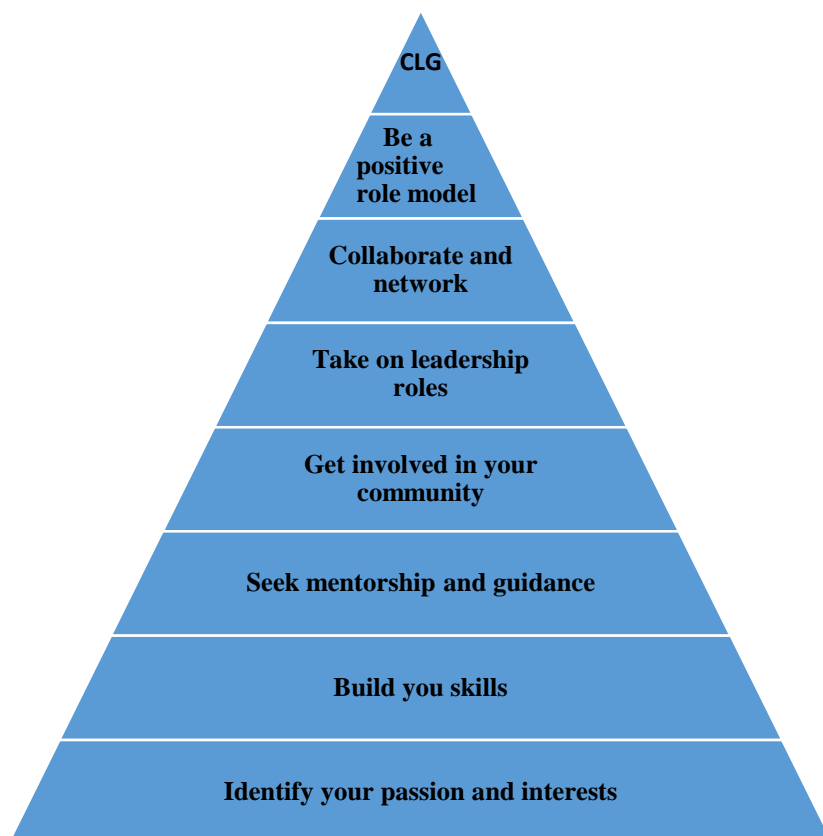 CLG
Be a
positive
role model
Collaborate and
network
Take on leadership
roles
Get involved in your
community
Seek mentorship and guidance
Build you skills
Identify your passion and interests